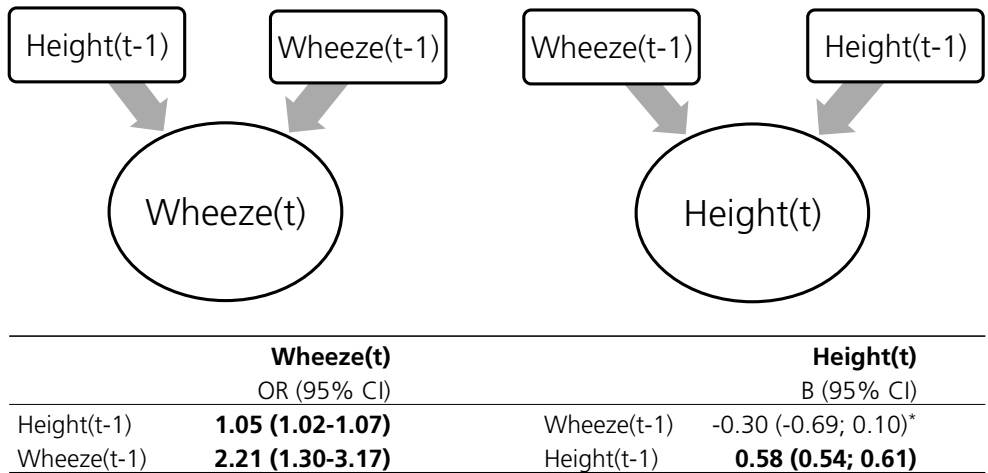 Height(t-1) Wheeze(t-1) Wheeze(t-1) Height(t-1)
Wheeze(t) Height(t)
Wheeze(t) Height(t)
OR (95% CI) B (95% CI)
Height(t-1) 1.05 (1.02-1.07) Wheeze(t-1) -0.30 (-0.69; 0.10)*
Wheeze(t-1) 2.21 (1.30-3.17) Height(t-1) 0.58 (0.54; 0.61)